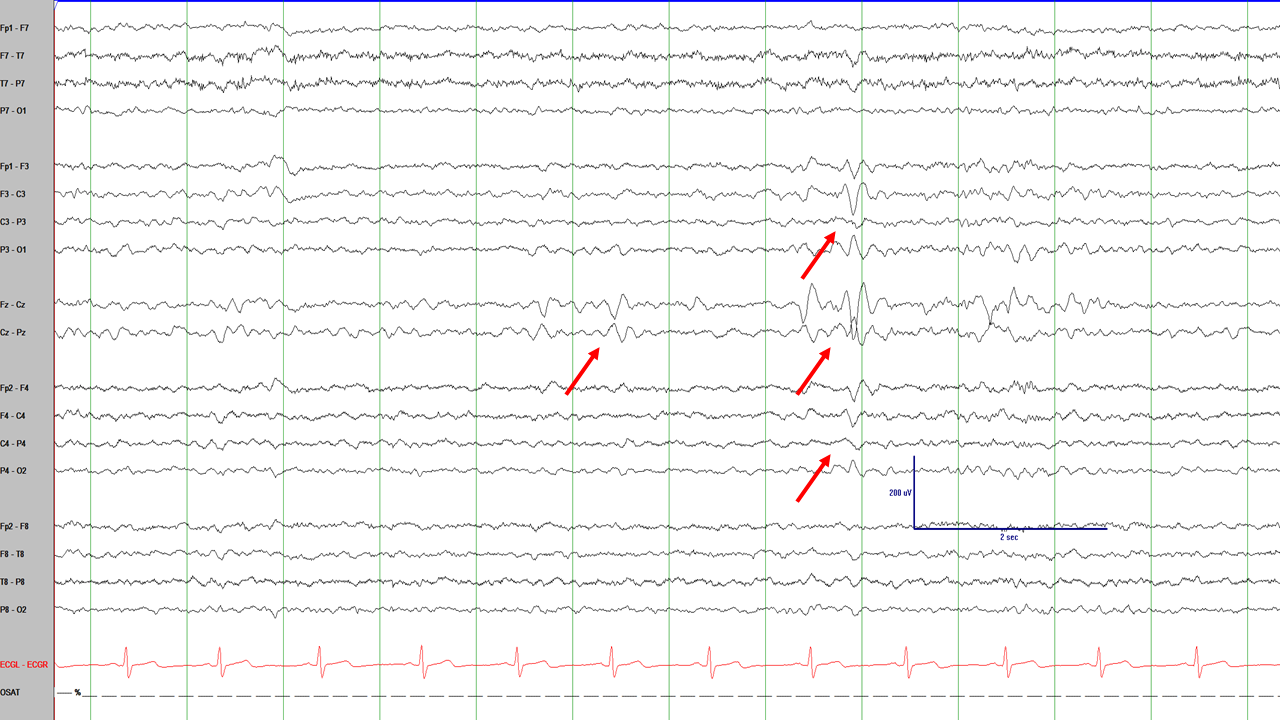 Fp1 - F7
F7 - T7
T7 - P7
P7 - O1
Fp1 - F3
F3 - C3
C3 - P3
P3 - O1
Fz - Cz
Cz - Pz
Fp2 - F4
F4 - C4
C4 - P4
P4 - O2
200 uV
Fp2 - F8
2 sec
F8 - T8
T8 - P8
P8 - O2
ECGL - ECGR
OSAT %